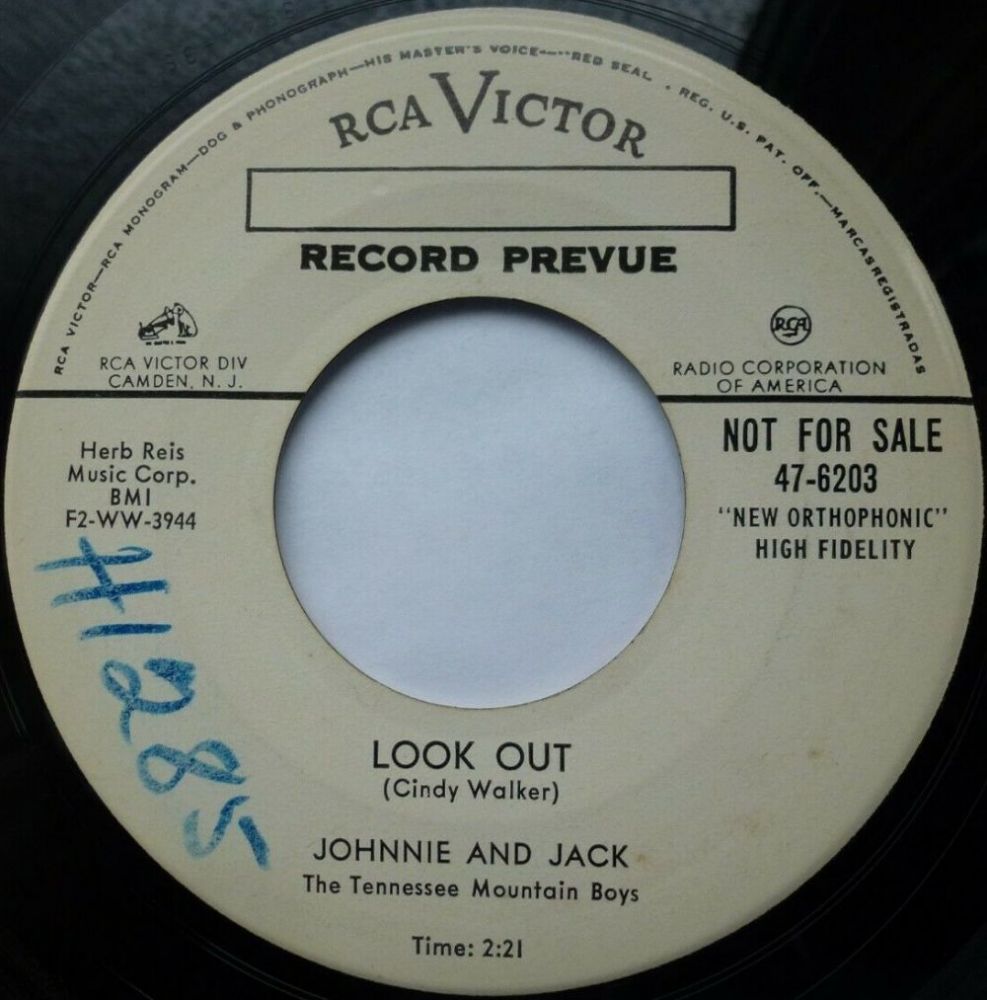 RCA VICTOR—RCA MONOGRAM—DOG & PHONOGRAPH—HIS MASTER'S VOICE—RED SEAL . REG. U.S. PAT. OFF.—MARCAS REGISTRADAS
RCA VICTOR
RECORD PREVUE
RCA VICTOR DIV
CAMDEN, N. J.
RCA
RADIO CORPORATION
OF AMERICA
Herb Reis
Music Corp.
BMI
F2-WW-3944
NOT FOR SALE
47-6203
"NEW ORTHOPHONIC"
HIGH FIDELITY
H1285
LOOK OUT
(Cindy Walker)
JOHNNIE AND JACK
The Tennessee Mountain Boys
Time: 2:21